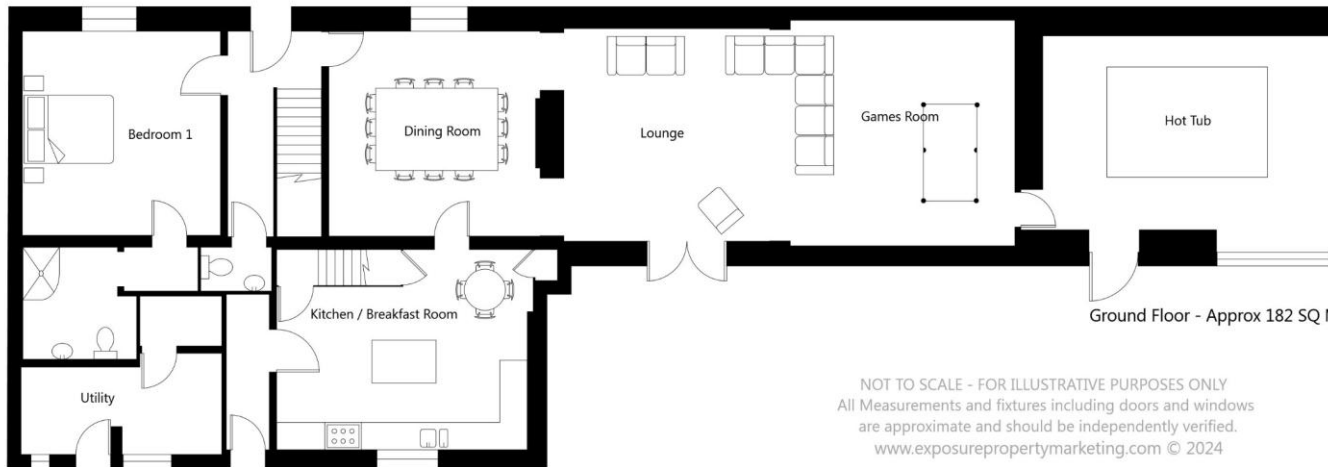 Bedroom 1
Dining Room
Lounge
Games Room
Hot Tub
Kitchen / Breakfast Room
Utility
Ground Floor - Approx 182 SQ
NOT TO SCALE - FOR ILLUSTRATIVE PURPOSES ONLY
All Measurements and fixtures including doors and windows
are approximate and should be independently verified.
www.exposurepropertymarketing.com © 2024